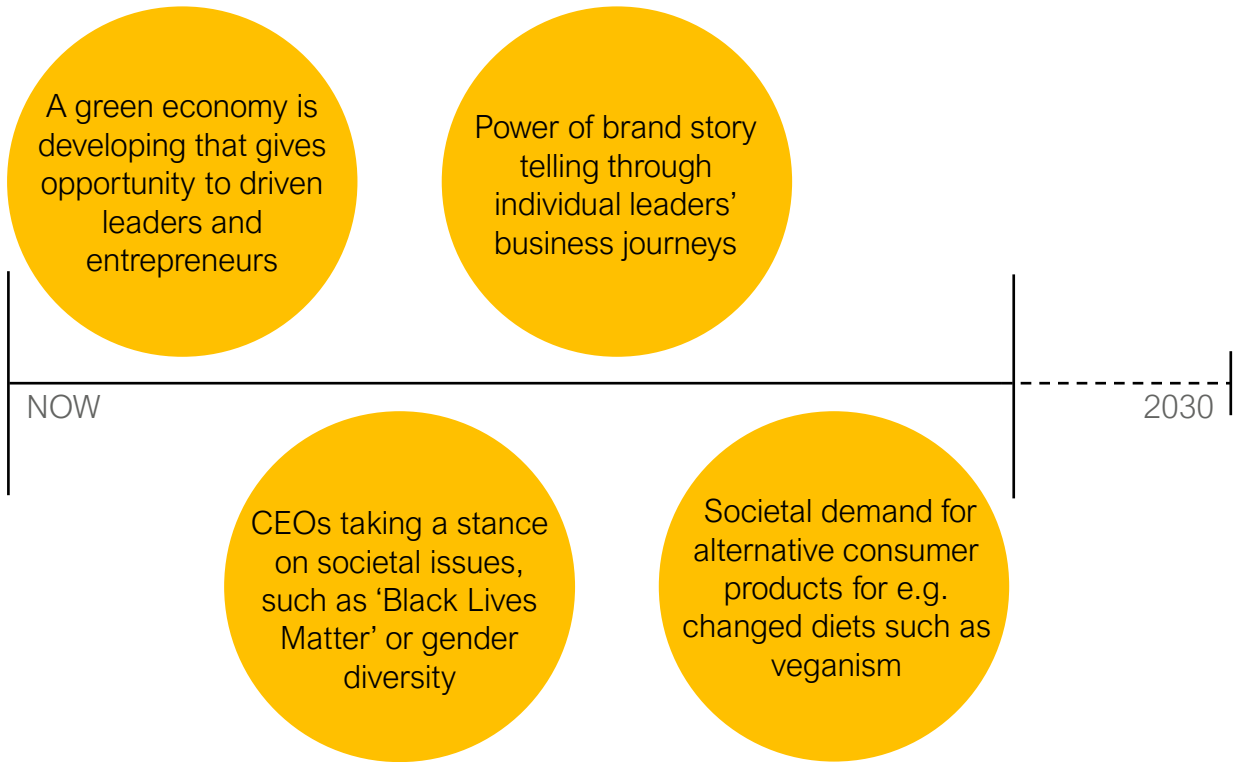 A green economy is
developing that gives
opportunity to driven
leaders and
entrepreneurs
Power of brand story
telling through
individual leaders’
business journeys
NOW
2030
CEOs taking a stance
on societal issues,
such as ‘Black Lives
Matter’ or gender
diversity
Societal demand for
alternative consumer
products for e.g.
changed diets such as
veganism